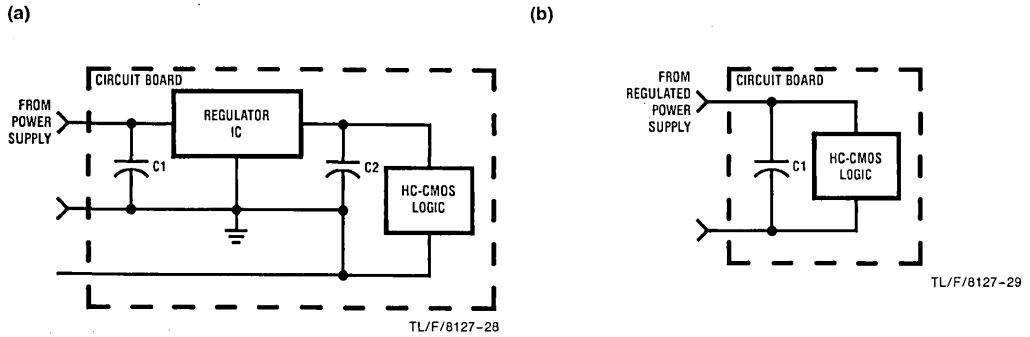 (a)
CIRCUIT BOARD
FROM
POWER
SUPPLY
REGULATOR
IC
C1
C2
HC-CMOS
LOGIC
TL/F/8127-28
(b)
CIRCUIT BOARD
FROM
REGULATED
POWER
SUPPLY
C1
HC-CMOS
LOGIC
TL/F/8127-29